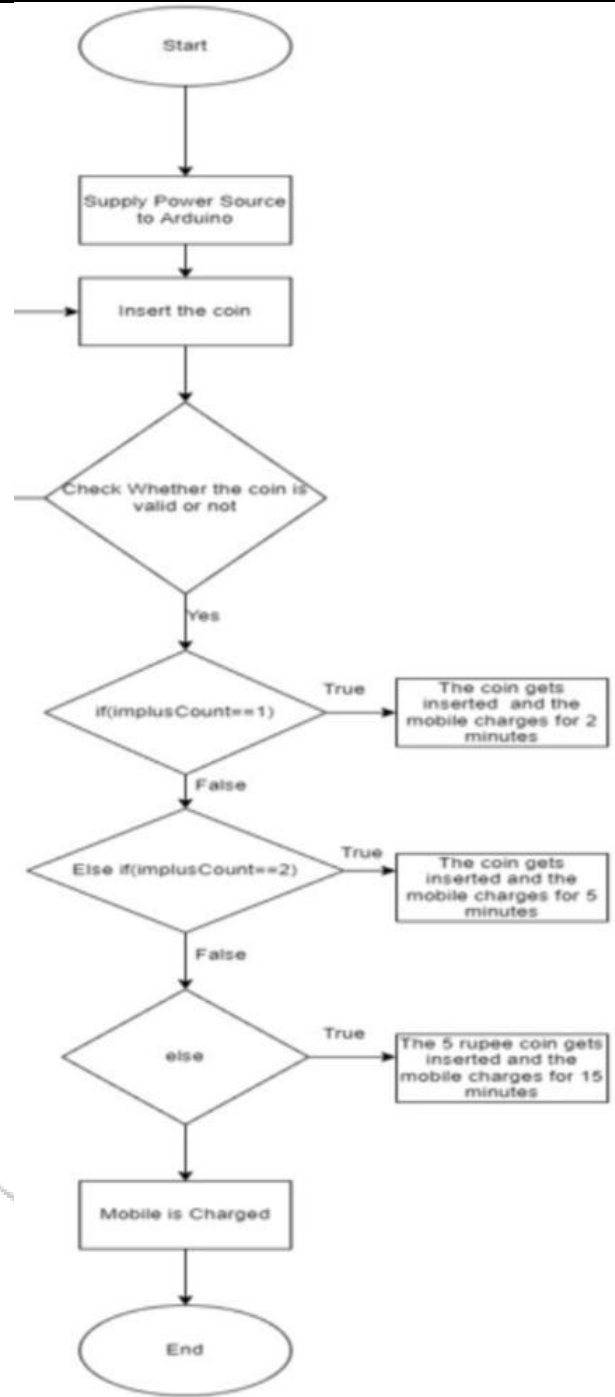 Start
Supply Power Source
to Arduino
Insert the coin
Check Whether the coin is
valid or not
Yes
if(implusCount==1)
True
The coin gets
inserted and the
mobile charges for 2
minutes
False
Else if(implusCount==2)
True
The coin gets
inserted and the
mobile charges for 5
minutes
False
else
True
The 5 rupee coin gets
inserted and the
mobile charges for 15
minutes
Mobile is Charged
End